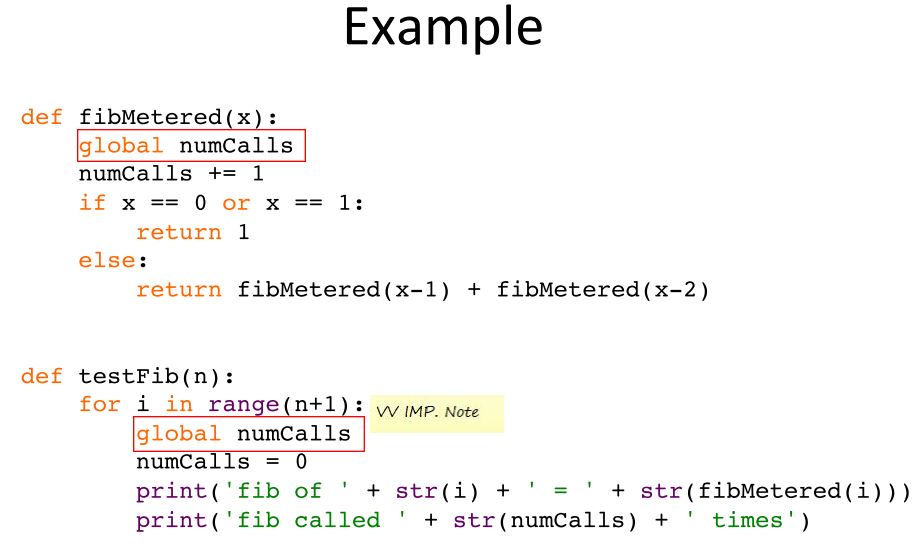 Example
def fibMetered(x):
    global numCalls
    numCalls += 1
    if x == 0 or x == 1:
        return 1
    else:
        return fibMetered(x-1) + fibMetered(x-2)
def testFib(n):
    for i in range(n+1): VV IMP. Note
        global numCalls
        numCalls = 0
        print('fib of ' + str(i) + ' = ' + str(fibMetered(i)))
        print('fib called ' + str(numCalls) + ' times')